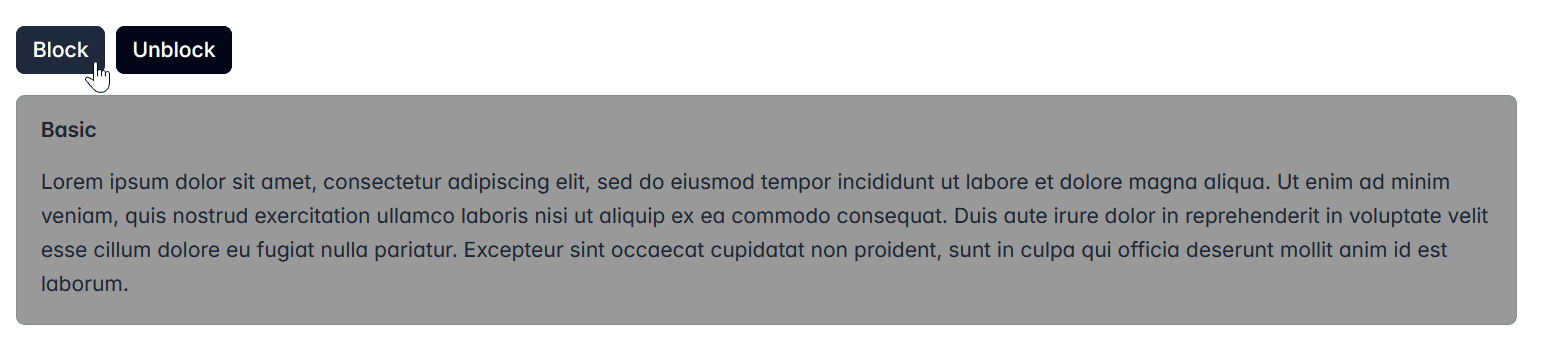 Block Unblock
Basic
Lorem ipsum dolor sit amet, consectetur adipiscing elit, sed do eiusmod tempor incididunt ut labore et dolore magna aliqua. Ut enim ad minim
veniam, quis nostrud exercitation ullamco laboris nisi ut aliquip ex ea commodo consequat. Duis aute irure dolor in reprehenderit in voluptate velit
esse cillum dolore eu fugiat nulla pariatur. Excepteur sint occaecat cupidatat non proident, sunt in culpa qui officia deserunt mollit anim id est
laborum.